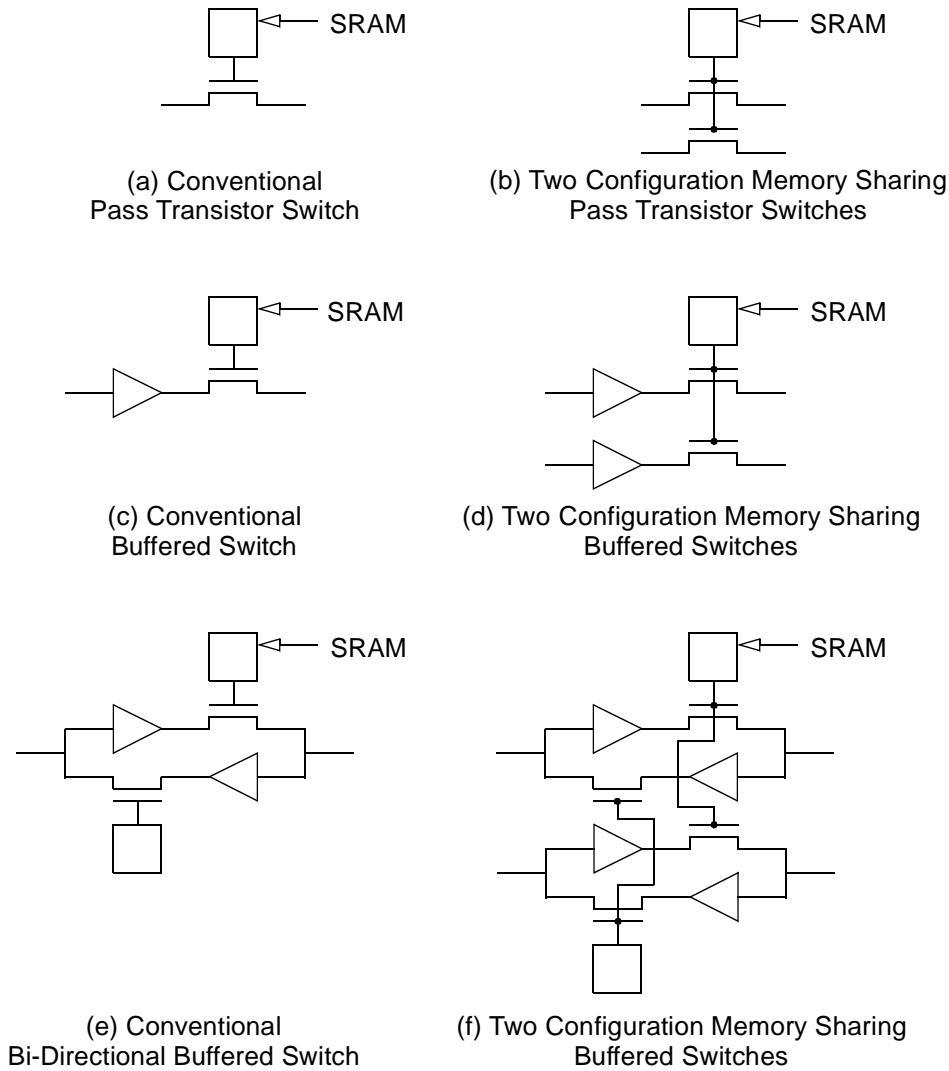 SRAM
SRAM
(a) Conventional
Pass Transistor Switch
(b) Two Configuration Memory Sharing
Pass Transistor Switches
SRAM
SRAM
(c) Conventional
Buffered Switch
(d) Two Configuration Memory Sharing
Buffered Switches
SRAM
SRAM
(e) Conventional
Bi-Directional Buffered Switch
(f) Two Configuration Memory Sharing
Buffered Switches